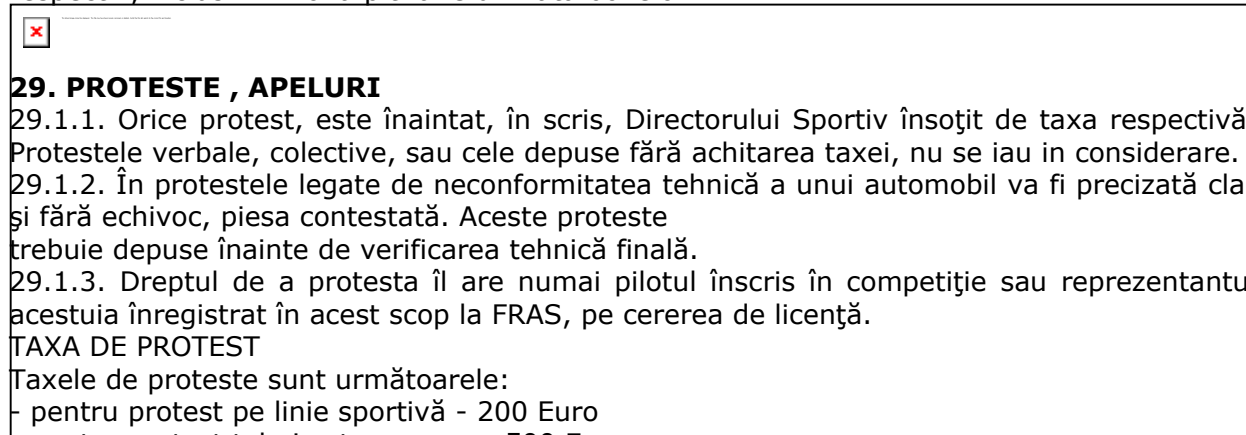 29. PROTESTE , APELURI
29.1.1. Orice protest, este înaintat, în scris, Directorului Sportiv însoţit de taxa respectivă
Protestele verbale, colective, sau cele depuse fără achitarea taxei, nu se iau in considerare.
29.1.2. În protestele legate de neconformitatea tehnică a unui automobil va fi precizată cla
şi fără echivoc, piesa contestată. Aceste proteste
trebuie depuse înainte de verificarea tehnică finală.
29.1.3. Dreptul de a protesta îl are numai pilotul înscris în competiţie sau reprezentantu
acestuia înregistrat în acest scop la FRAS, pe cererea de licenţă.
TAXA DE PROTEST
Taxele de proteste sunt următoarele:
- pentru protest pe linie sportivă - 200 Euro